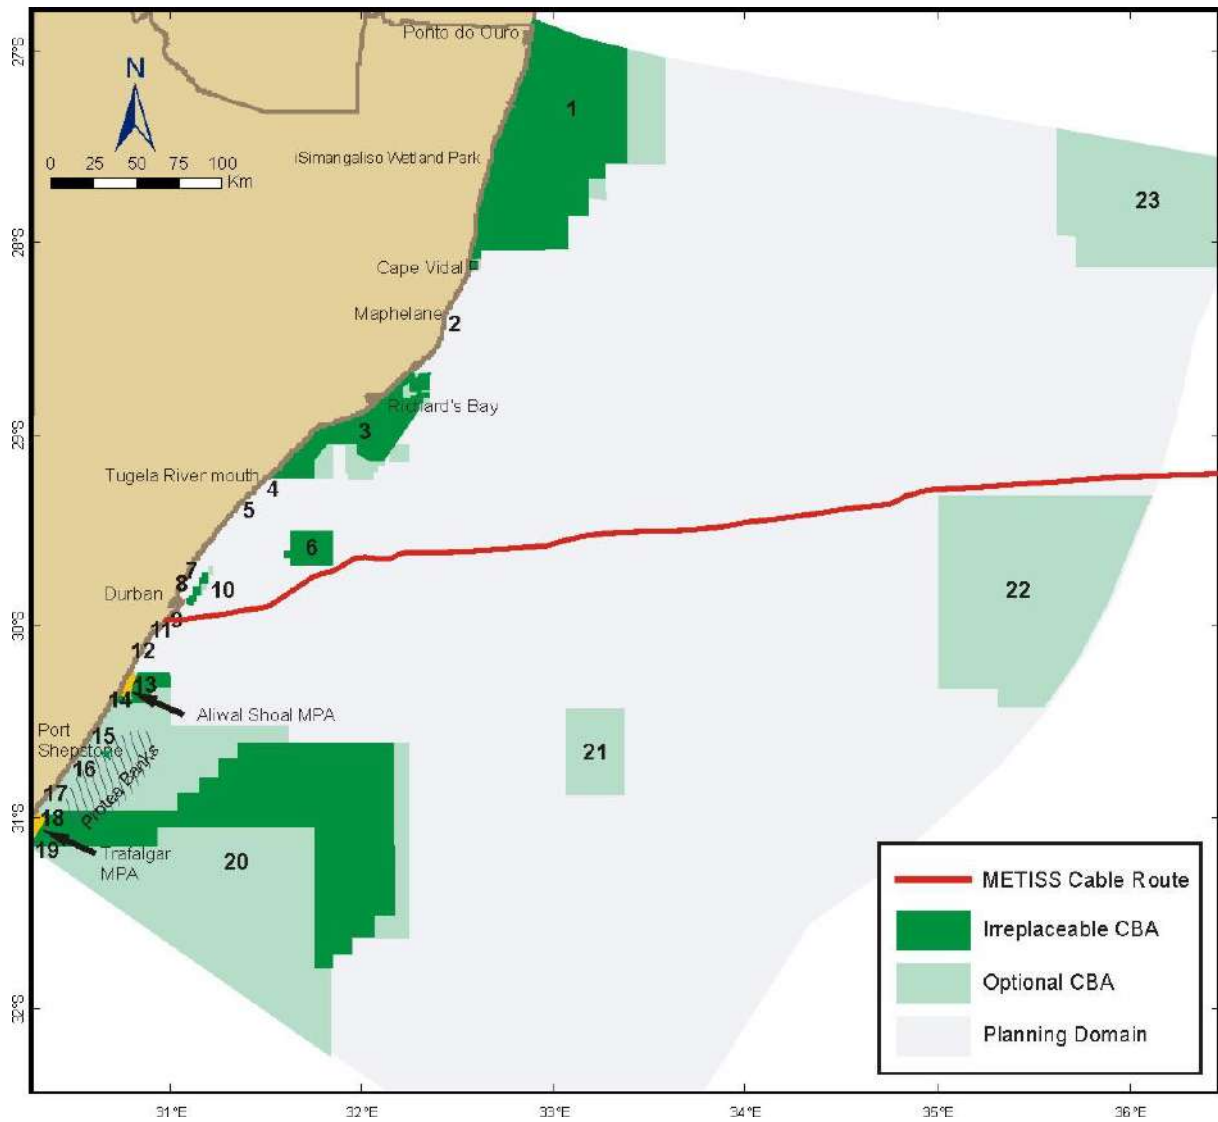 Ponto do Ouro
27°S
N
1
0 25 50 75 100
Km
iSimangaliso Wetland Park
23
28°S
Cape Vidal
Maphelane
2
Richard's Bay
3
29°S
Tugela River mouth
4
5
6
7
8
10
Durban
22
9
30°S
11
12
13
14
Aliwal Shoal MPA
Port
Shepstone
15
21
16
Protea Banks
17
18
31°S
19
Trafalgar
MPA
20
METISS Cable Route
Irreplaceable CBA
Optional CBA
Planning Domain
32°S
31°E 32°E 33°E 34°E 35°E 36°E